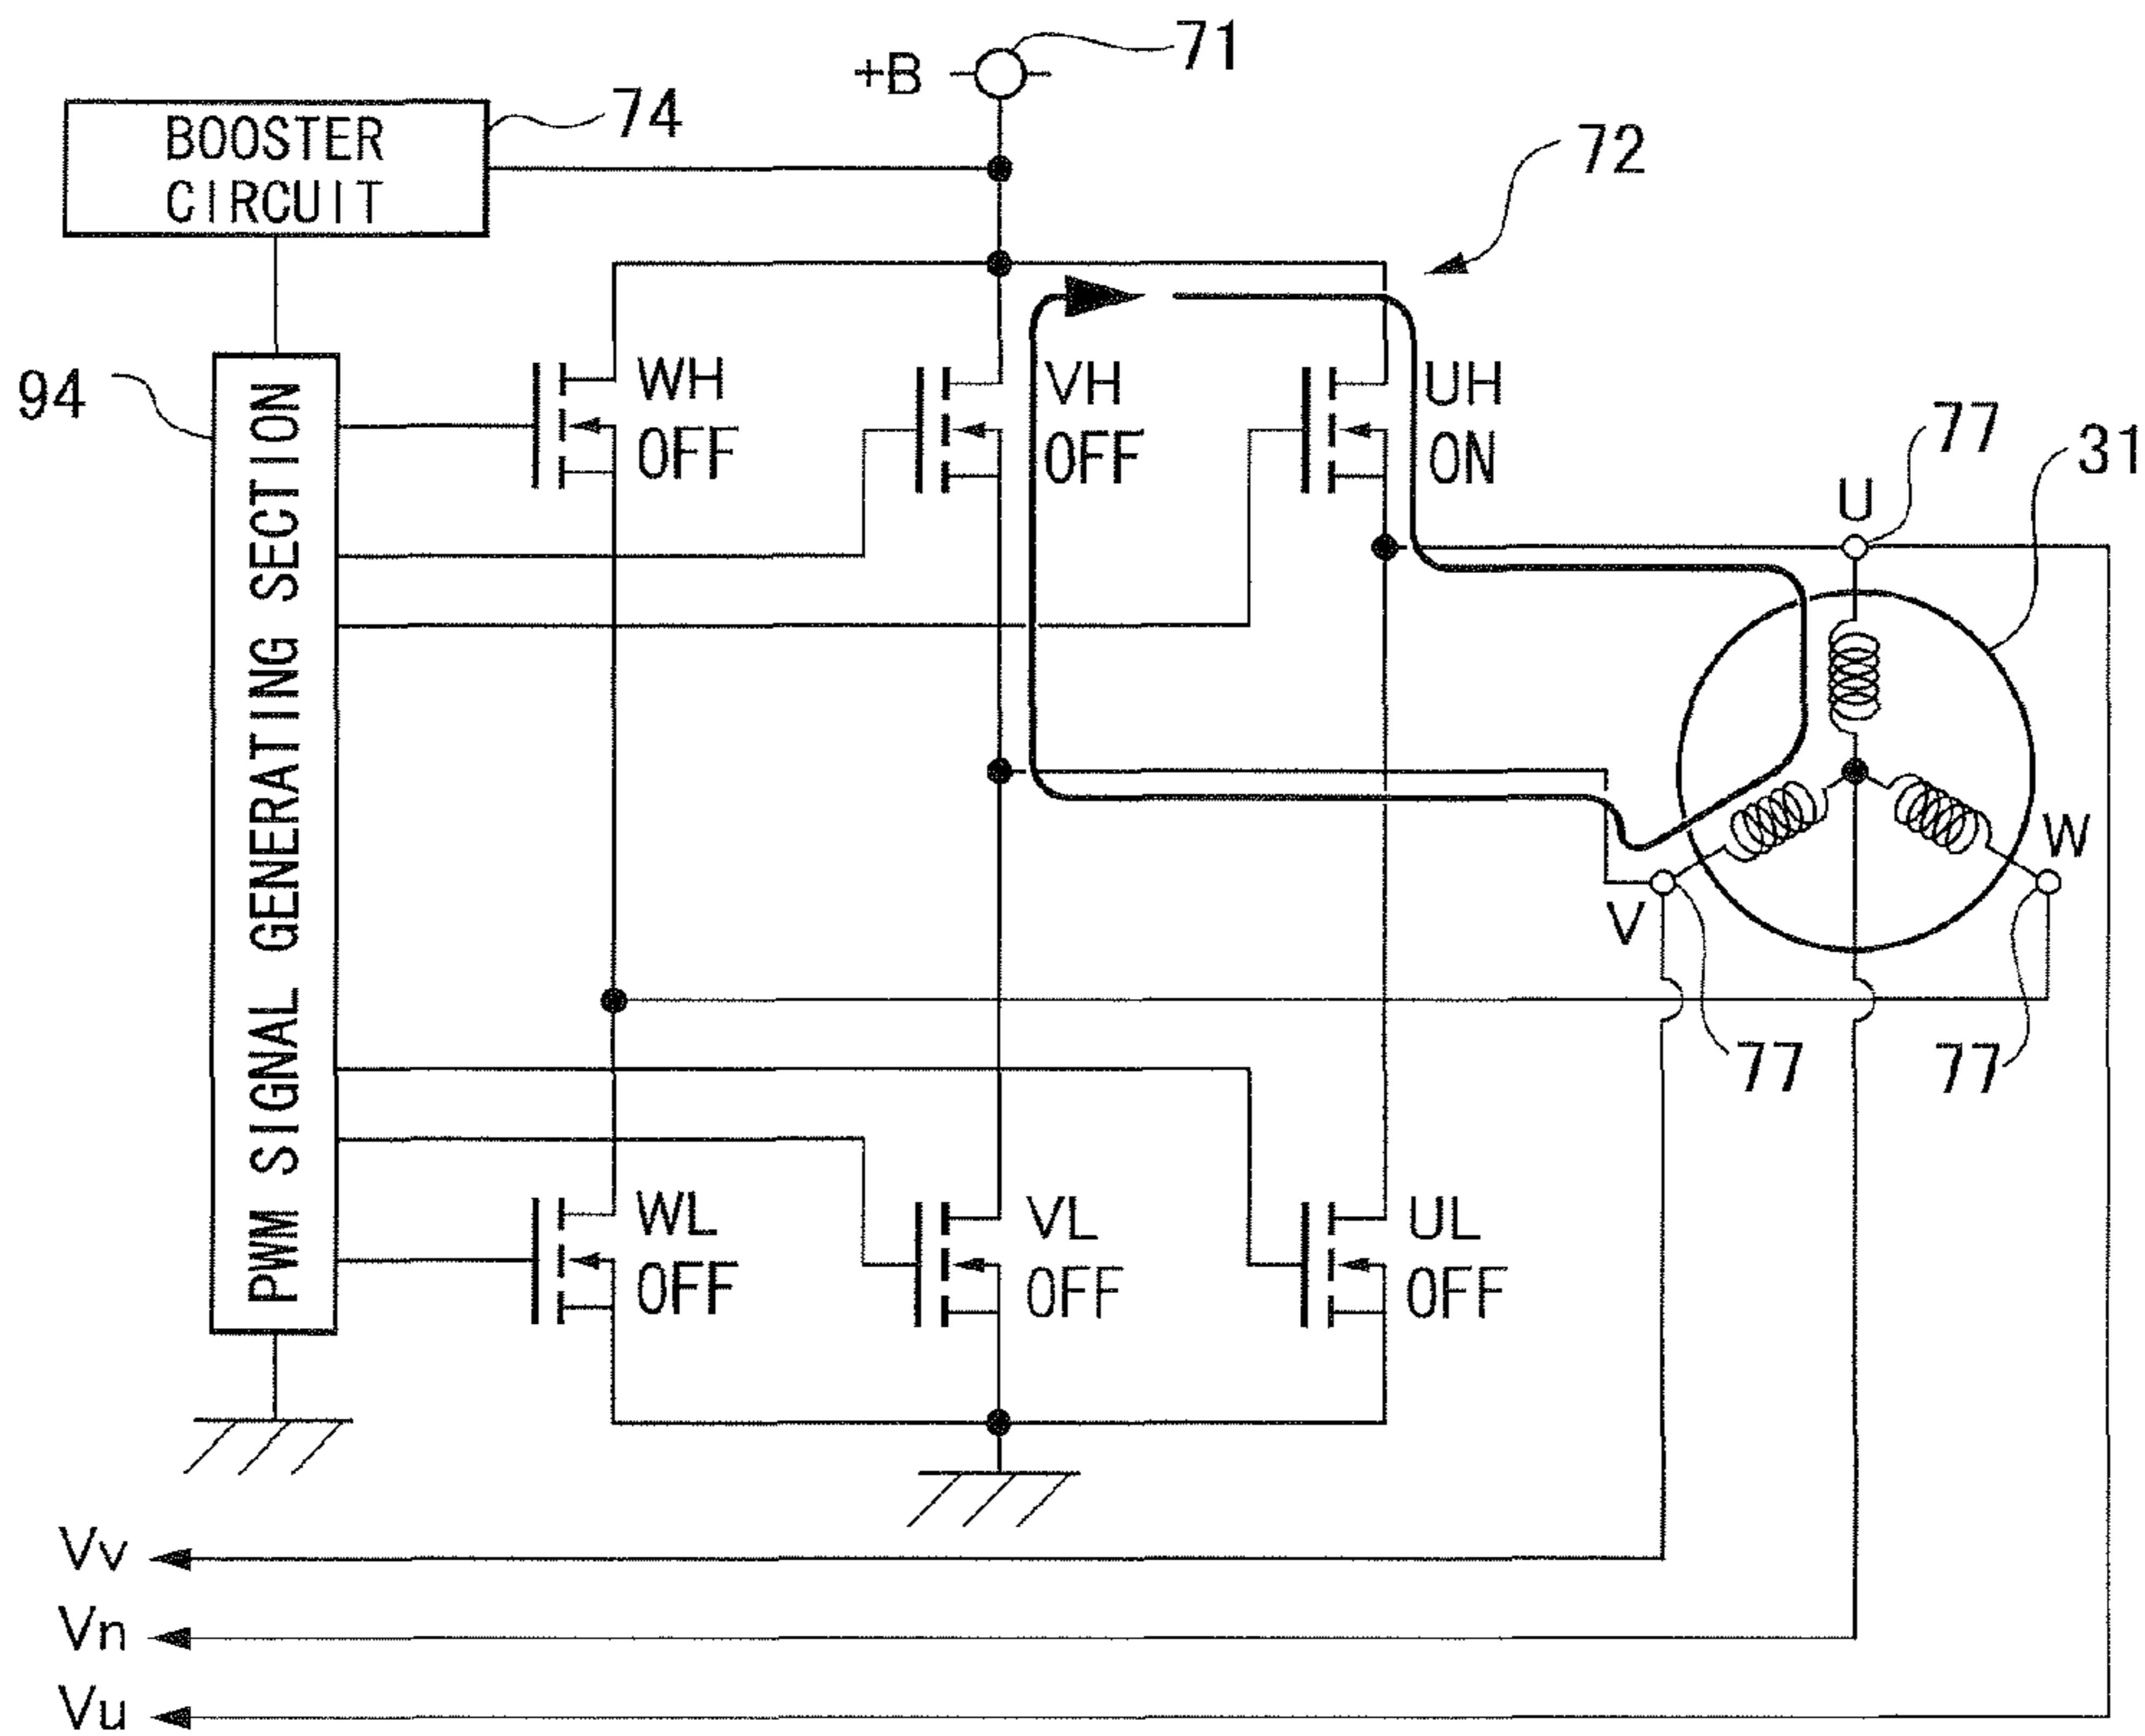 71
+B
74
BOOSTER
CIRCUIT
72
94
WH
OFF
VH
OFF
UH
ON
77
31
U
PWM SIGNAL GENERATING SECTION
W
V
77
77
WL
OFF
VL
OFF
UL
OFF
Vv
Vn
Vu